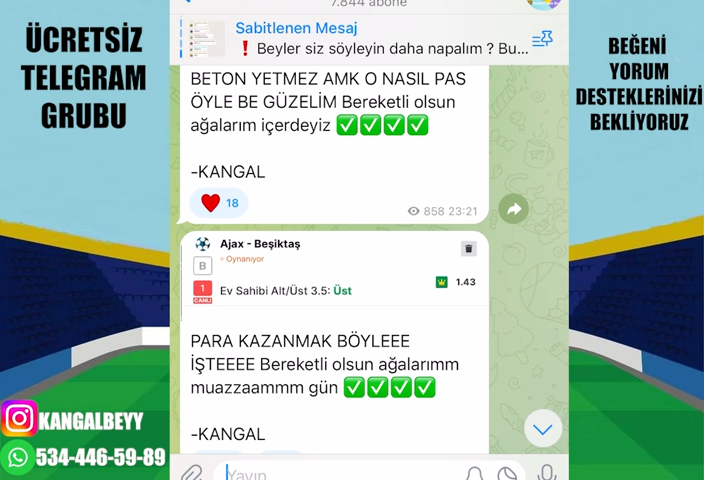 ÜCRETSİZ
TELEGRAM
GRUBU
7.844 abone
Sabitlenen Mesaj
❗ Beyler siz söyleyin daha napalım ? Bu...
BEĞENİ
YORUM
DESTEKLERİNİZİ
BEKLİYORUZ
BETON YETMEZ AMK O NASIL PAS
ÖYLE BE GÜZELİM Bereketli olsun
ağalarım içerdeyiz ✅✅✅✅
-KANGAL
❤️ 18
858 23:21
Ajax - Beşiktaş
Oynanıyor
B
1
CANLI
Ev Sahibi Alt/Üst 3.5: Üst
1.43
PARA KAZANMAK BÖYLEEE
İŞTEEEE Bereketli olsun ağalarımm
muazzaammm gün ✅✅✅✅
-KANGAL
Yayın
KANGALBEYY
534-446-59-89